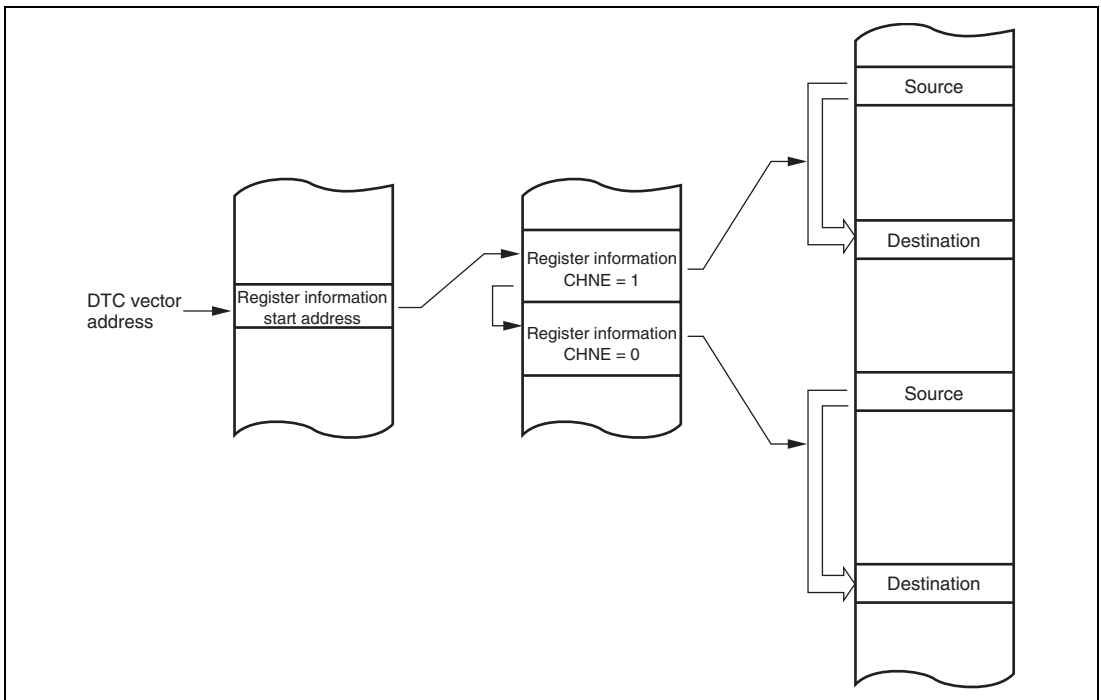 DTC vector
address
Register information
start address
Register information
CHNE = 1
Register information
CHNE = 0
Source
Destination
Source
Destination